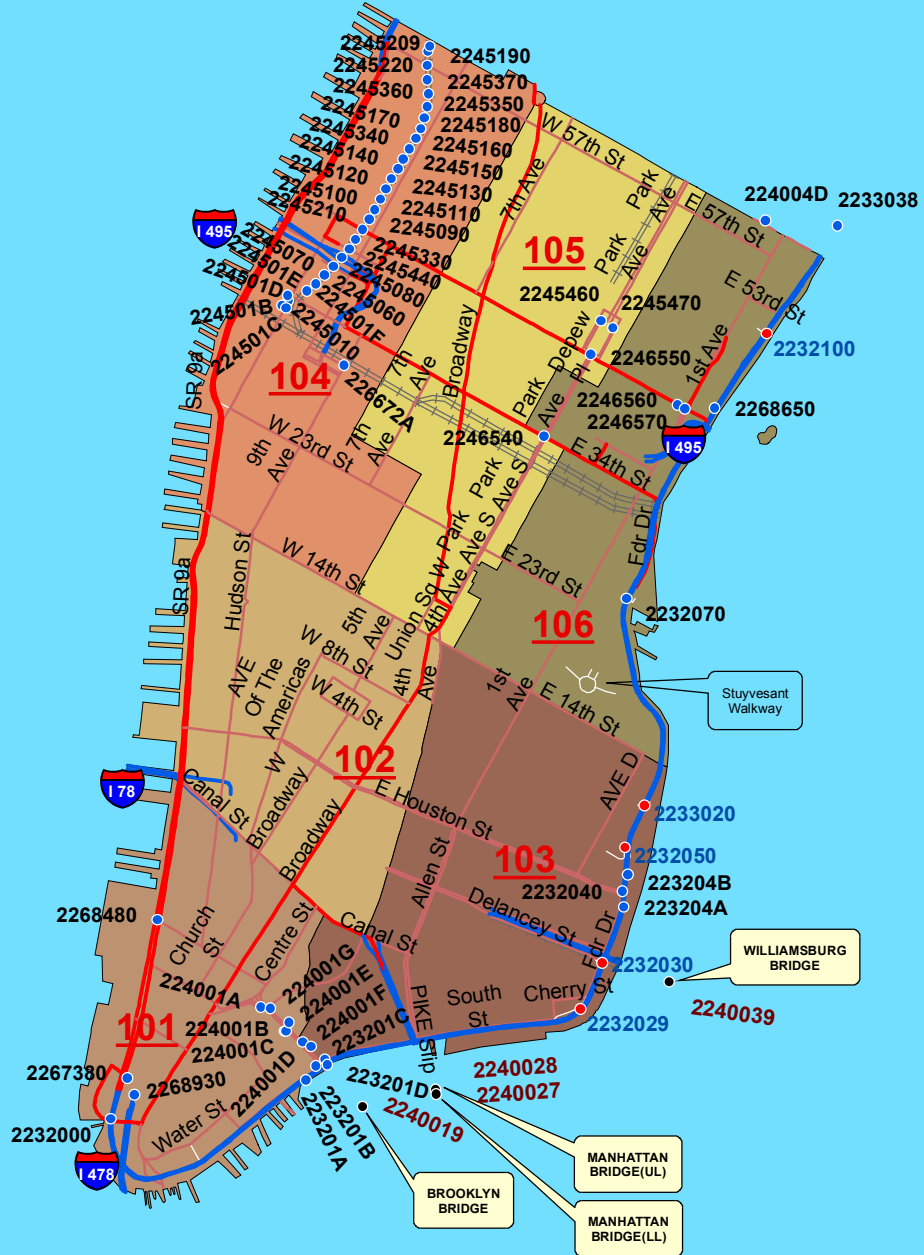 2245209
2245190
2245220
2245370
2245360
2245350
2245170
2245180
2245340
2245160
2245140
2245150
2245120
2245130
2245100
2245110
2245210
2245090
I 495
2245070
2245330
224501E
2245440
224501D
2245080
224501B
2245060
224501C
224501F
2245010
104
226672A
SR 9a
W 57th St
7th Ave
Park Ave
Park Ave
E 57th St
224004D
2233038
105
E 53rd St
2245460
2245470
2232100
Broadway
Depew Pl
2246550
1st Ave
7th Ave
Park Ave
2246560
2268650
2246570
I 495
2246540
E 34th St
W 23rd St
7th Ave
9th Ave
Park Ave S
Park Ave S
Fdr Dr
E 23rd St
W 14th St
Union Sq W
4th Ave
SR 9a
Hudson St
5th Ave
2232070
106
W 8th St
AVE Of The Americas
4th Ave
1st Ave
E 14th St
Stuyvesant
Walkway
W 4th St
102
I 78
Canal St
W Broadway
Broadway
E Houston St
AVE D
2233020
2232050
103
Allen St
2232040
223204B
223204A
Delancey St
Fdr Dr
2268480
Church St
Centre St
Canal St
2232030
WILLIAMSBURG
BRIDGE
2240039
224001A
224001G
224001E
224001F
South St
Cherry St
PIKE Slip
2232029
101
224001B
224001C
223201C
224001D
2267380
2268930
2240028
2240027
223201D
2240019
2232000
Water St
223201B
223201A
I 478
MANHATTAN
BRIDGE(UL)
BROOKLYN
BRIDGE
MANHATTAN
BRIDGE(LL)